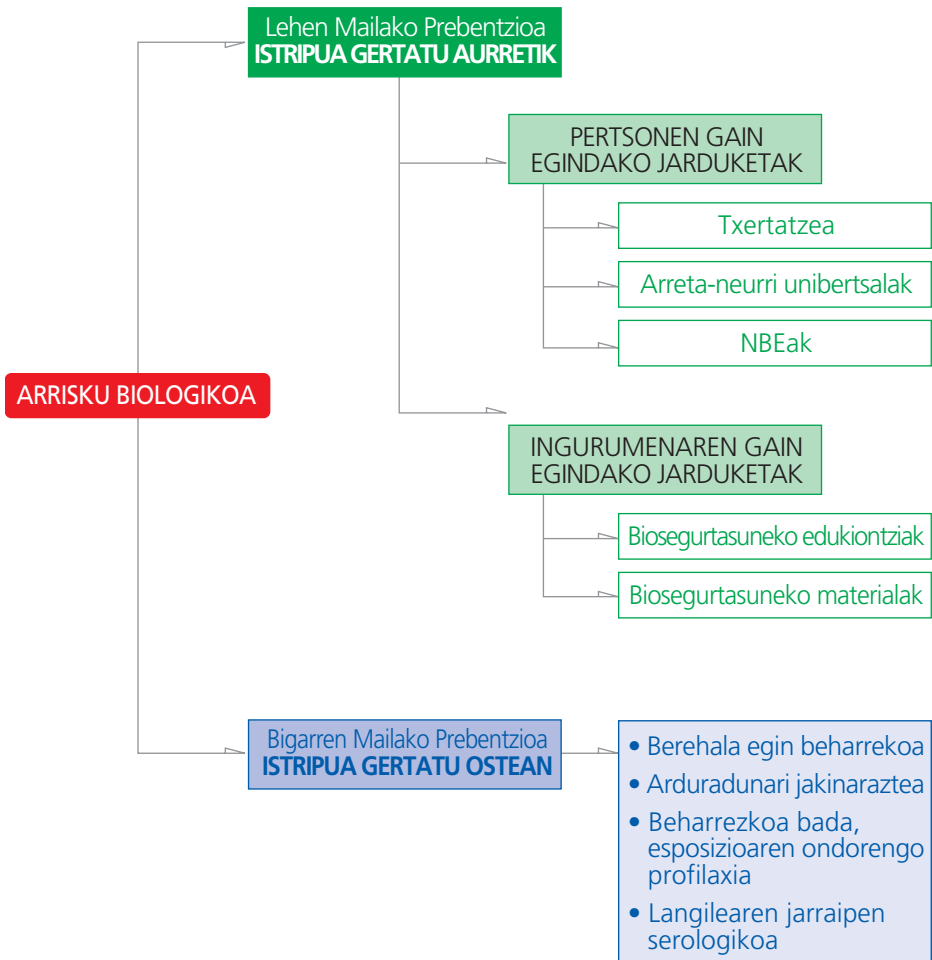 Lehen Mailako Prebentzioa
ISTRIPUA GERTATU AURRETIK
PERTSONEN GAIN
EGINDAKO JARDUKETAK
Txertatzea
Arreta-neurri unibertsalak
NBEak
ARRISKU BIOLOGIKOA
INGURUMENAREN GAIN
EGINDAKO JARDUKETAK
Biosegurtasuneko edukiontziak
Biosegurtasuneko materialak
Bigarren Mailako Prebentzioa
ISTRIPUA GERTATU OSTEAN
• Berehala egin beharrekoa
• Arduradunari jakinaraztea
• Beharrezkoa bada,
esposizioaren ondorengo
profilaxia
• Langilearen jarraipen
serologikoa